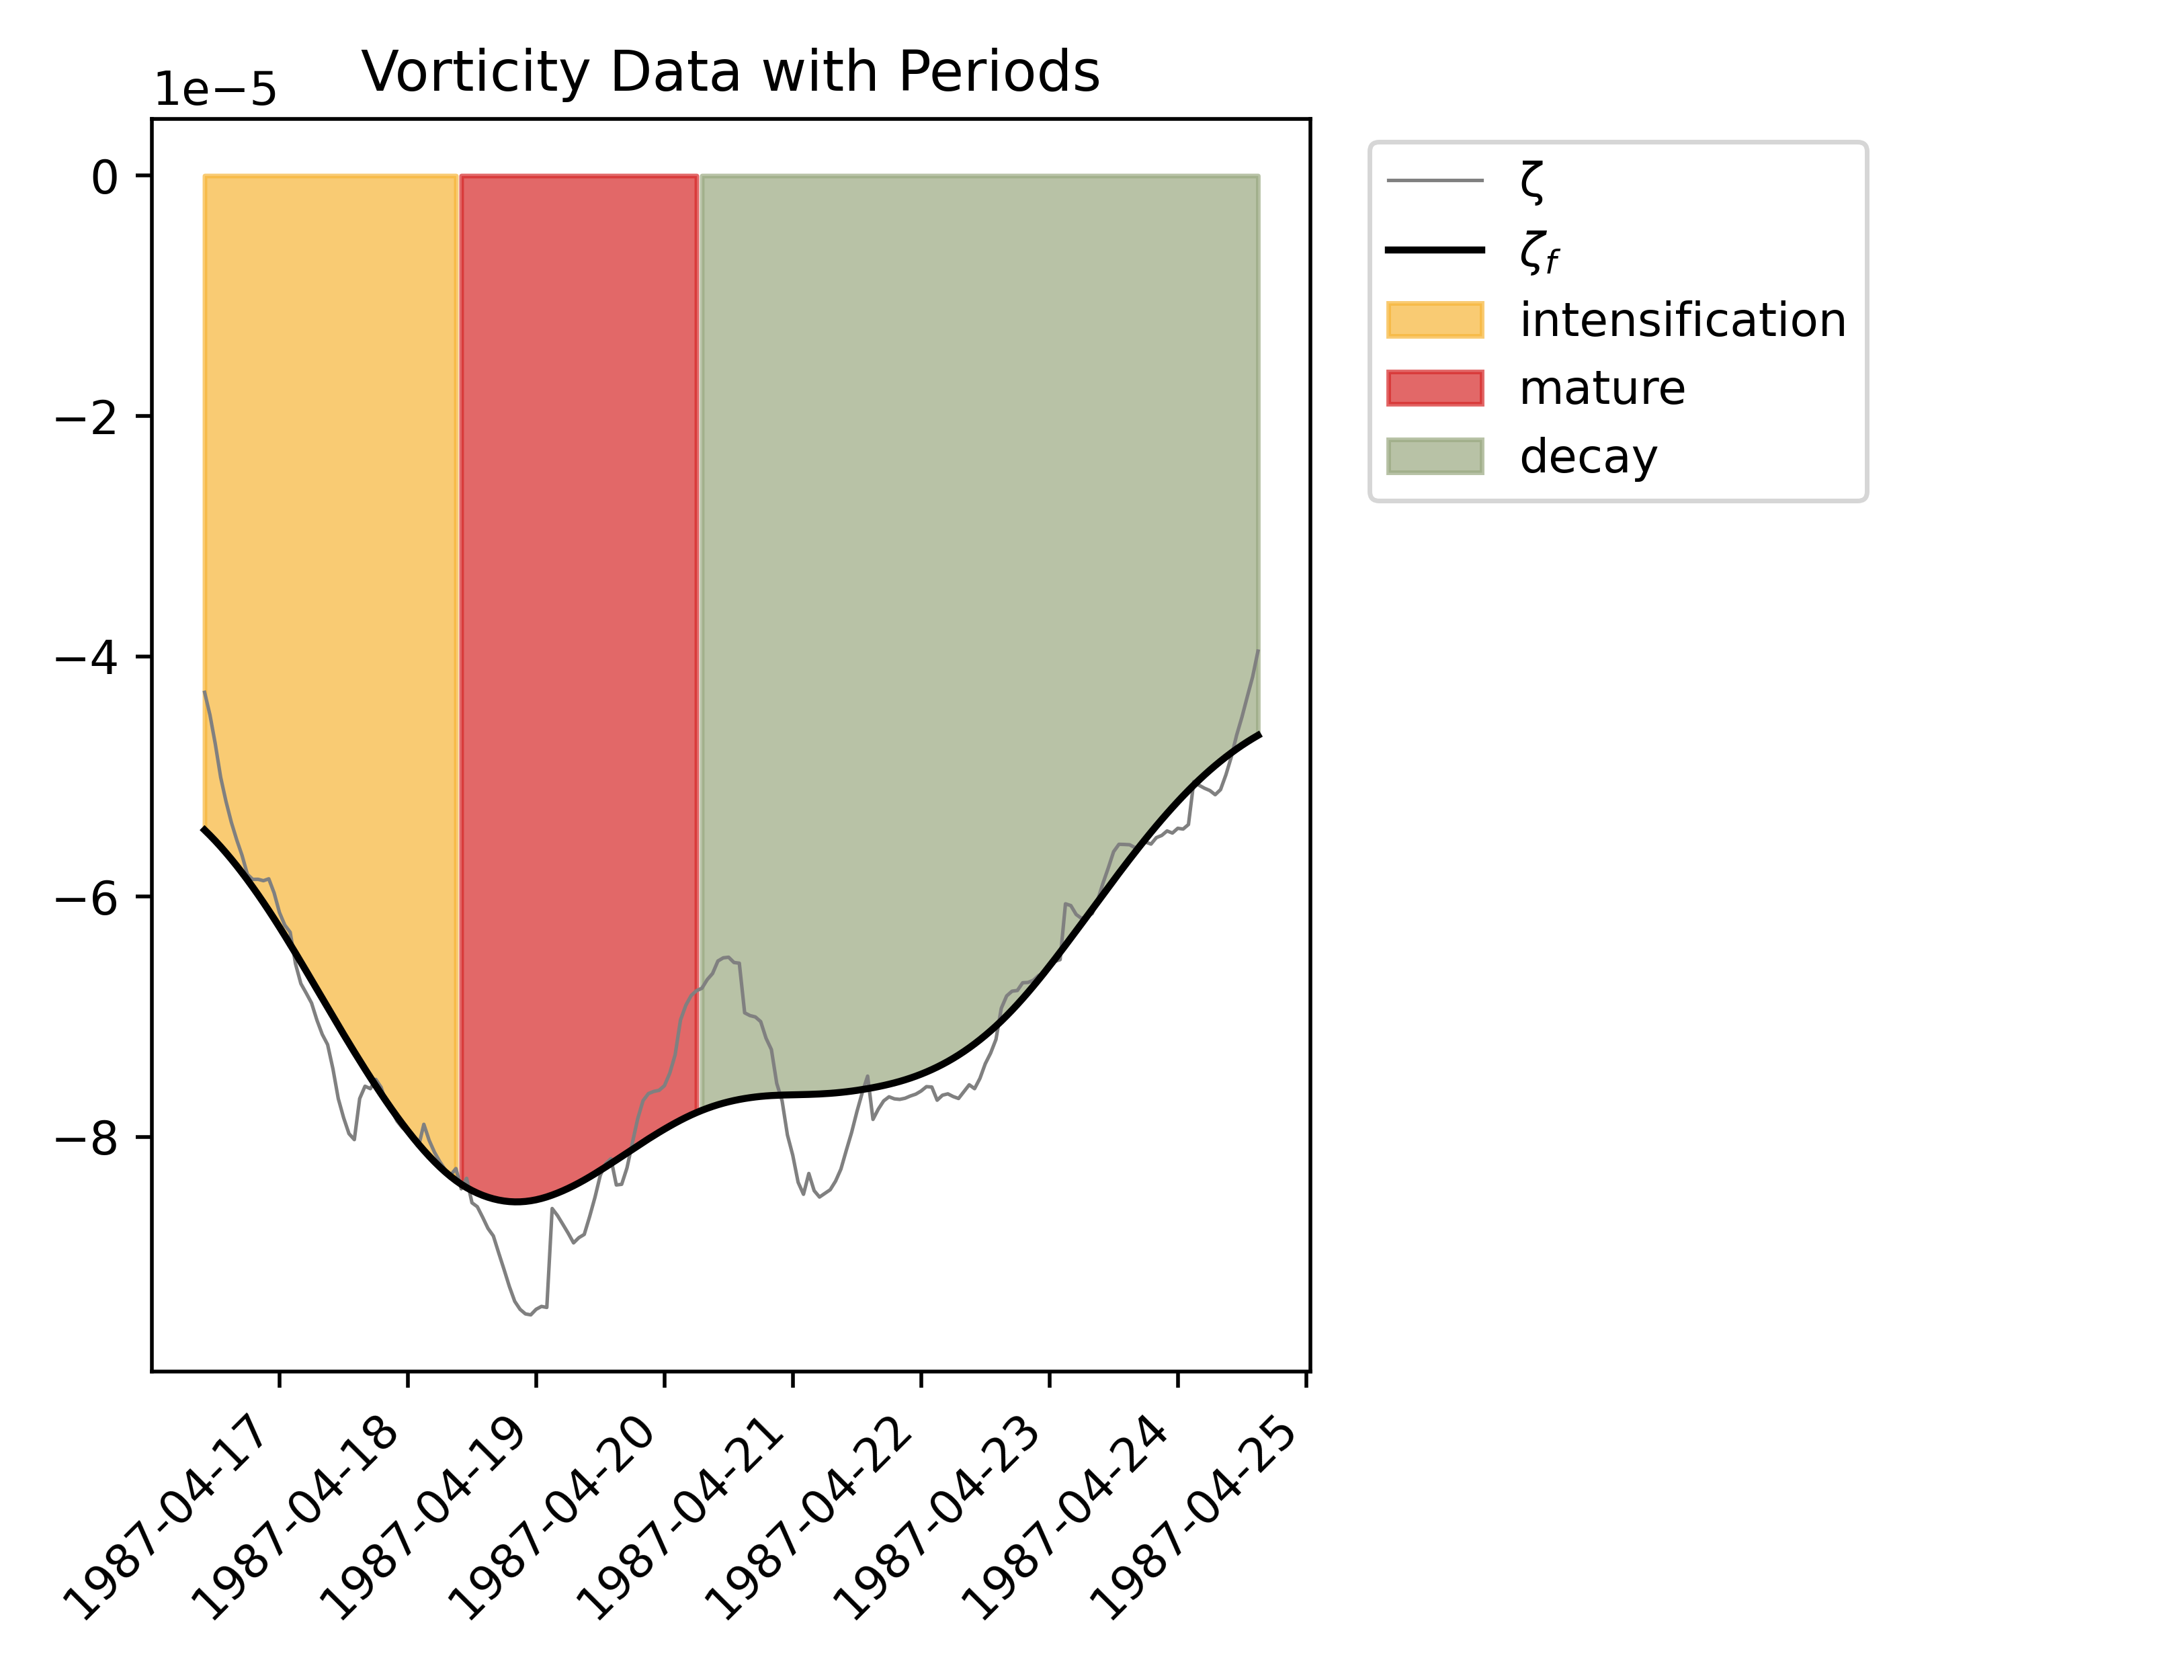 Vorticity Data with Periods
1e−5
0
−2
−4
−6
−8
1987-04-17
1987-04-18
1987-04-19
1987-04-20
1987-04-21
1987-04-22
1987-04-23
1987-04-24
1987-04-25
ζ
ζf
intensification
mature
decay